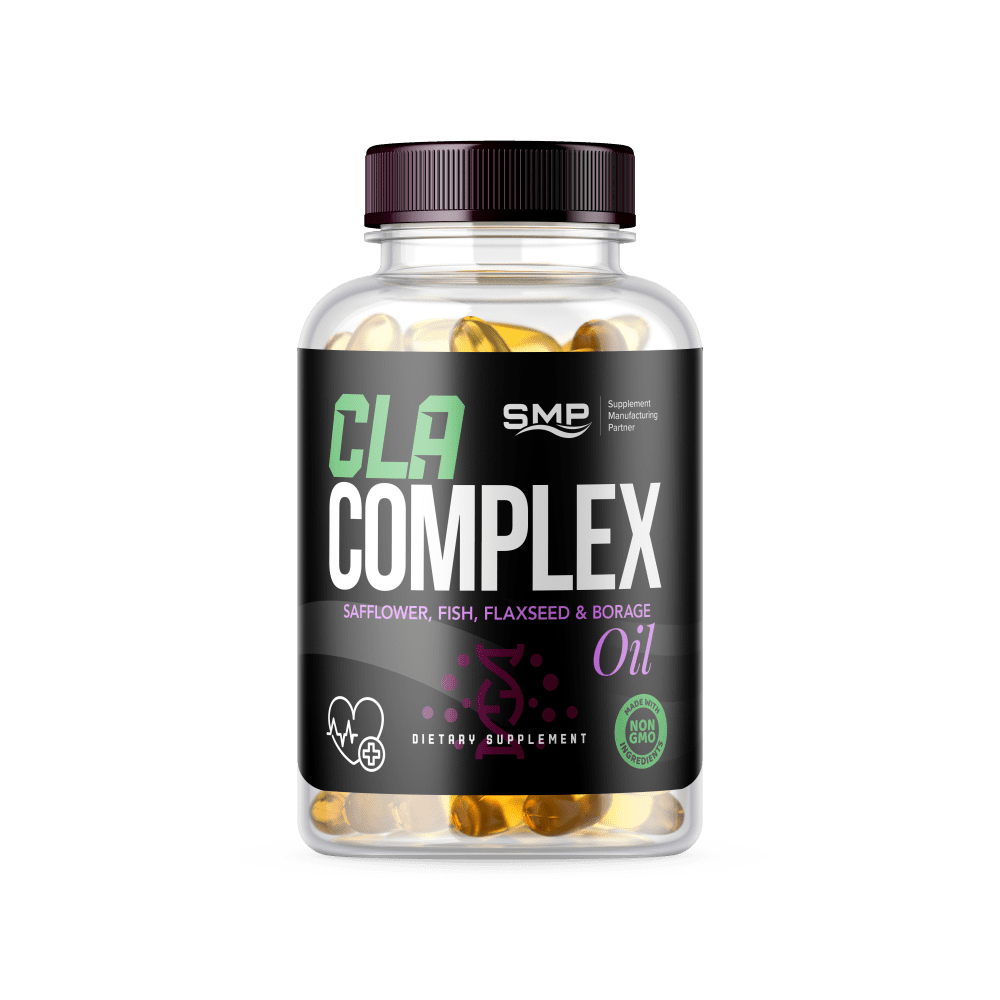 CLA
SMP
Supplement
Manufacturing
Partner
COMPLEX
SAFFLOWER, FISH, FLAXSEED & BORAGE
Oil
DIETARY SUPPLEMENT
MADE WITH
NON
GMO
INGREDIENTS